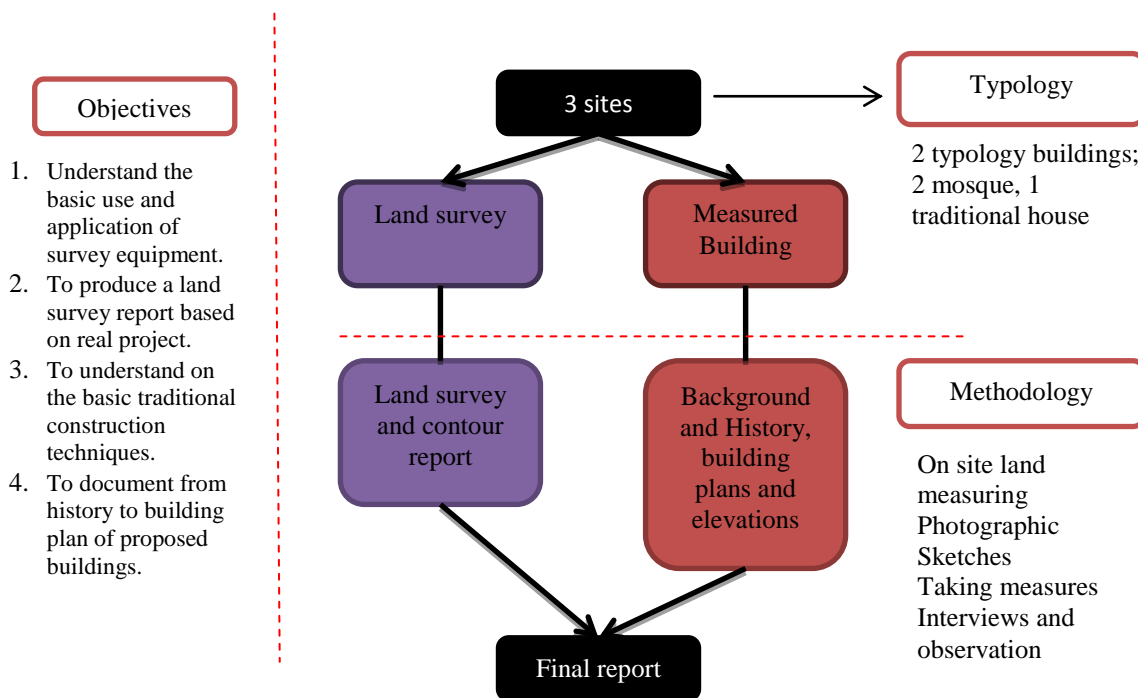 Objectives
1. Understand the
basic use and
application of
survey equipment.
2. To produce a land
survey report based
on real project.
3. To understand on
the basic traditional
construction
techniques.
4. To document from
history to building
plan of proposed
buildings.
3 sites
Typology
2 typology buildings;
2 mosque, 1
traditional house
Land survey
Measured
Building
Land survey
and contour
report
Background
and History,
building
plans and
elevations
Methodology
On site land
measuring
Photographic
Sketches
Taking measures
Interviews and
observation
Final report